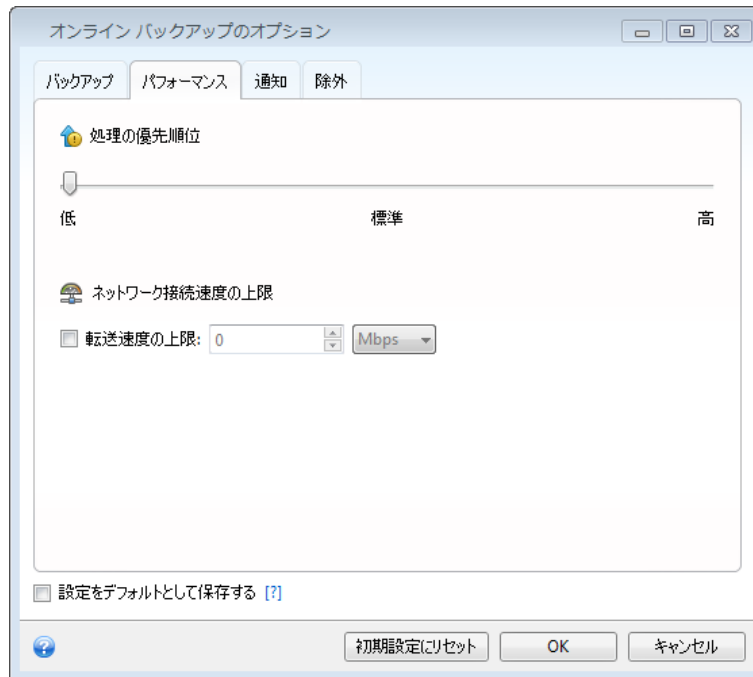 オンライン バックアップのオプション
バックアップ パフォーマンス 通知 除外
処理の優先順位
低 標準 高
ネットワーク接続速度の上限
転送速度の上限: 0 Mbps
設定をデフォルトとして保存する [?]
初期設定にリセット OK キャンセル